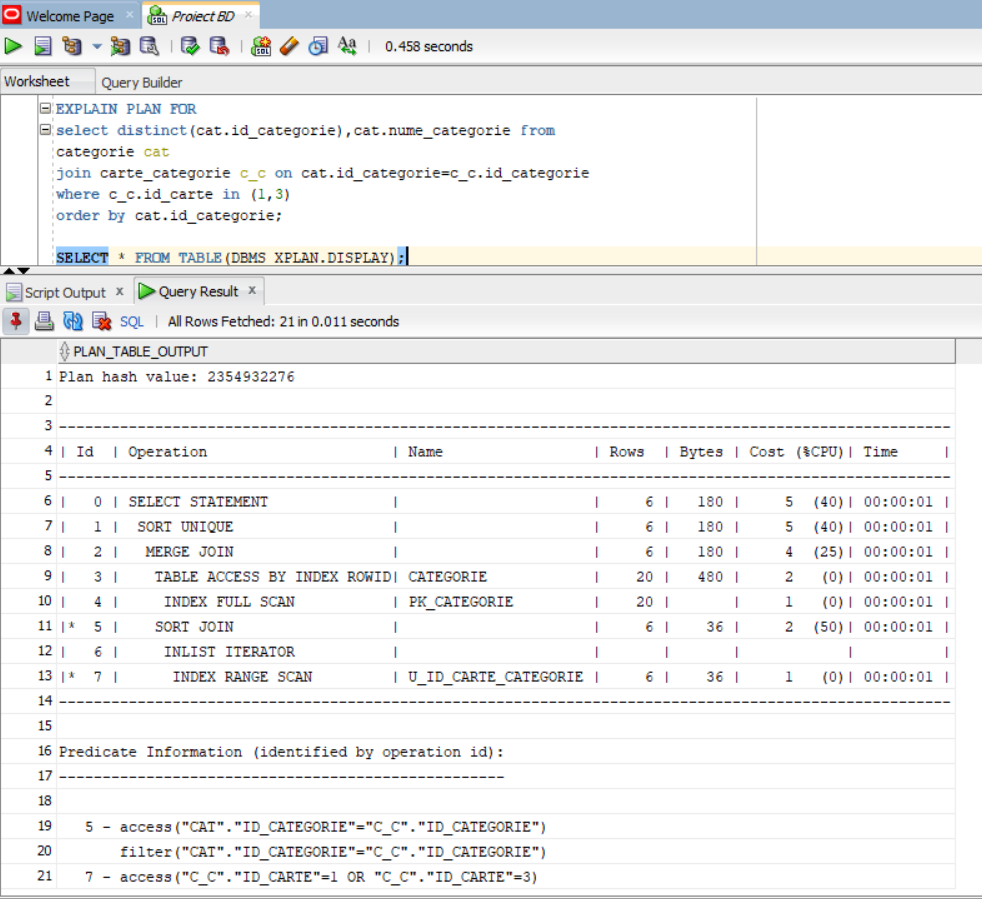 Welcome Page
Proiect BD
0.458 seconds
Worksheet Query Builder
EXPLAIN PLAN FOR
select distinct(cat.id_categorie),cat.nume_categorie from
categorie cat
join carte_categorie c_c on cat.id_categorie=c_c.id_categorie
where c_c.id_carte in (1,3)
order by cat.id_categorie;
SELECT * FROM TABLE(DBMS_XPLAN.DISPLAY);
Script Output x Query Result x
SQL | All Rows Fetched: 21 in 0.011 seconds
PLAN_TABLE_OUTPUT
1 Plan hash value: 2354932276
2
3 ------------------------------------------------------------------------------------------------------
4 | Id | Operation | Name | Rows | Bytes | Cost (%CPU)| Time |
5 ------------------------------------------------------------------------------------------------------
6 | 0 | SELECT STATEMENT | | 6 | 180 | 5 (40)| 00:00:01 |
7 | 1 | SORT UNIQUE | | 6 | 180 | 5 (40)| 00:00:01 |
8 | 2 | MERGE JOIN | | 6 | 180 | 4 (25)| 00:00:01 |
9 | 3 | TABLE ACCESS BY INDEX ROWID| CATEGORIE | 20 | 480 | 2 (0)| 00:00:01 |
10 | 4 | INDEX FULL SCAN | PK_CATEGORIE | 20 | | 1 (0)| 00:00:01 |
11 |* 5 | SORT JOIN | | 6 | 36 | 2 (50)| 00:00:01 |
12 | 6 | INLIST ITERATOR | | | | | |
13 |* 7 | INDEX RANGE SCAN | U_ID_CARTE_CATEGORIE | 6 | 36 | 1 (0)| 00:00:01 |
14 ------------------------------------------------------------------------------------------------------
15
16 Predicate Information (identified by operation id):
17 ---------------------------------------------------
18
19 5 - access("CAT"."ID_CATEGORIE"="C_C"."ID_CATEGORIE")
20 filter("CAT"."ID_CATEGORIE"="C_C"."ID_CATEGORIE")
21 7 - access("C_C"."ID_CARTE"=1 OR "C_C"."ID_CARTE"=3)